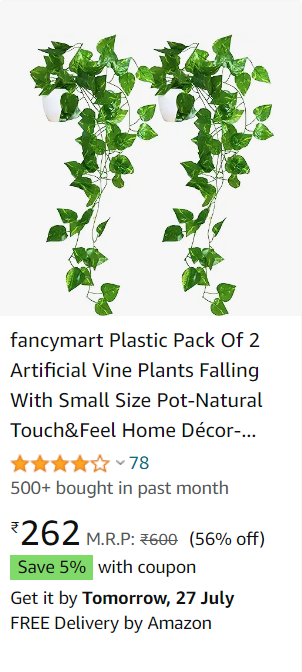 fancymart Plastic Pack Of 2
Artificial Vine Plants Falling
With Small Size Pot-Natural
Touch&Feel Home Décor-...
78
500+ bought in past month
₹262 M.R.P: ₹600 (56% off)
Save 5% with coupon
Get it by Tomorrow, 27 July
FREE Delivery by Amazon